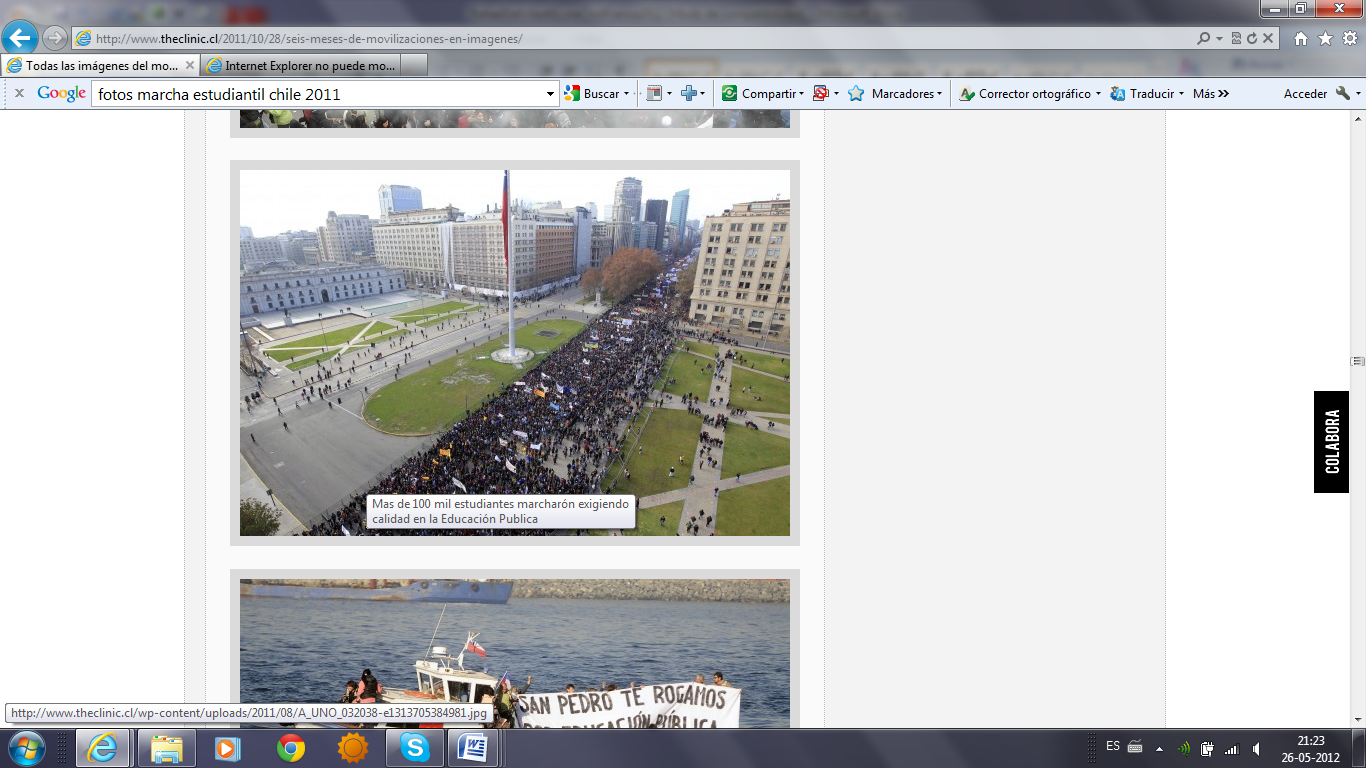 http://www.theclinic.cl/2011/10/28/seis-meses-de-movilizaciones-en-imagenes/
Todas las imágenes del mo...
Internet Explorer no puede mo...
Google
fotos marcha estudiantil chile 2011
Buscar
Compartir
Marcadores
Corrector ortográfico
Traducir
Más
Acceder
COLABORA
Mas de 100 mil estudiantes marcharón exigiendo
calidad en la Educación Publica
SAN PEDRO TE ROGAMOS
POR EDUCACIÓN PÚBLICA
http://www.theclinic.cl/wp-content/uploads/2011/08/A_UNO_032038-e1313705384981.jpg
ES
21:23
26-05-2012